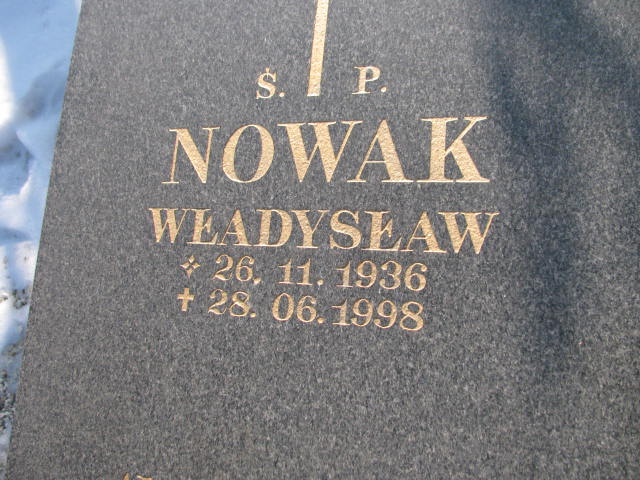 Ś. P.
NOWAK
WŁADYSŁAW
26. 11. 1936
28. 06. 1998